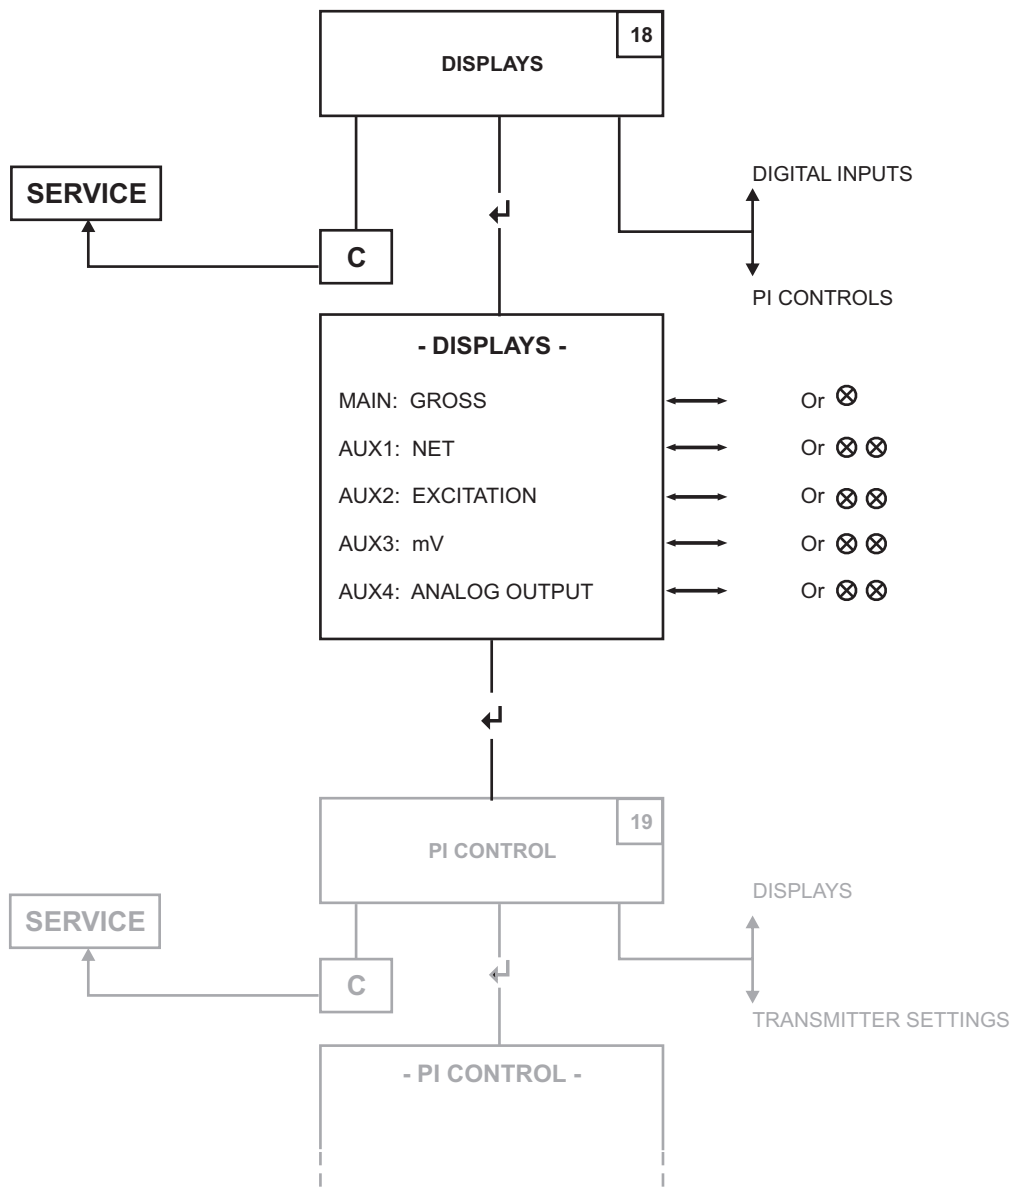 18
DISPLAYS
DIGITAL INPUTS
SERVICE
C
PI CONTROLS
- DISPLAYS -
MAIN: GROSS
Or
AUX1: NET
Or
AUX2: EXCITATION
Or
AUX3: mV
Or
AUX4: ANALOG OUTPUT
Or
19
PI CONTROL
DISPLAYS
SERVICE
C
TRANSMITTER SETTINGS
- PI CONTROL -